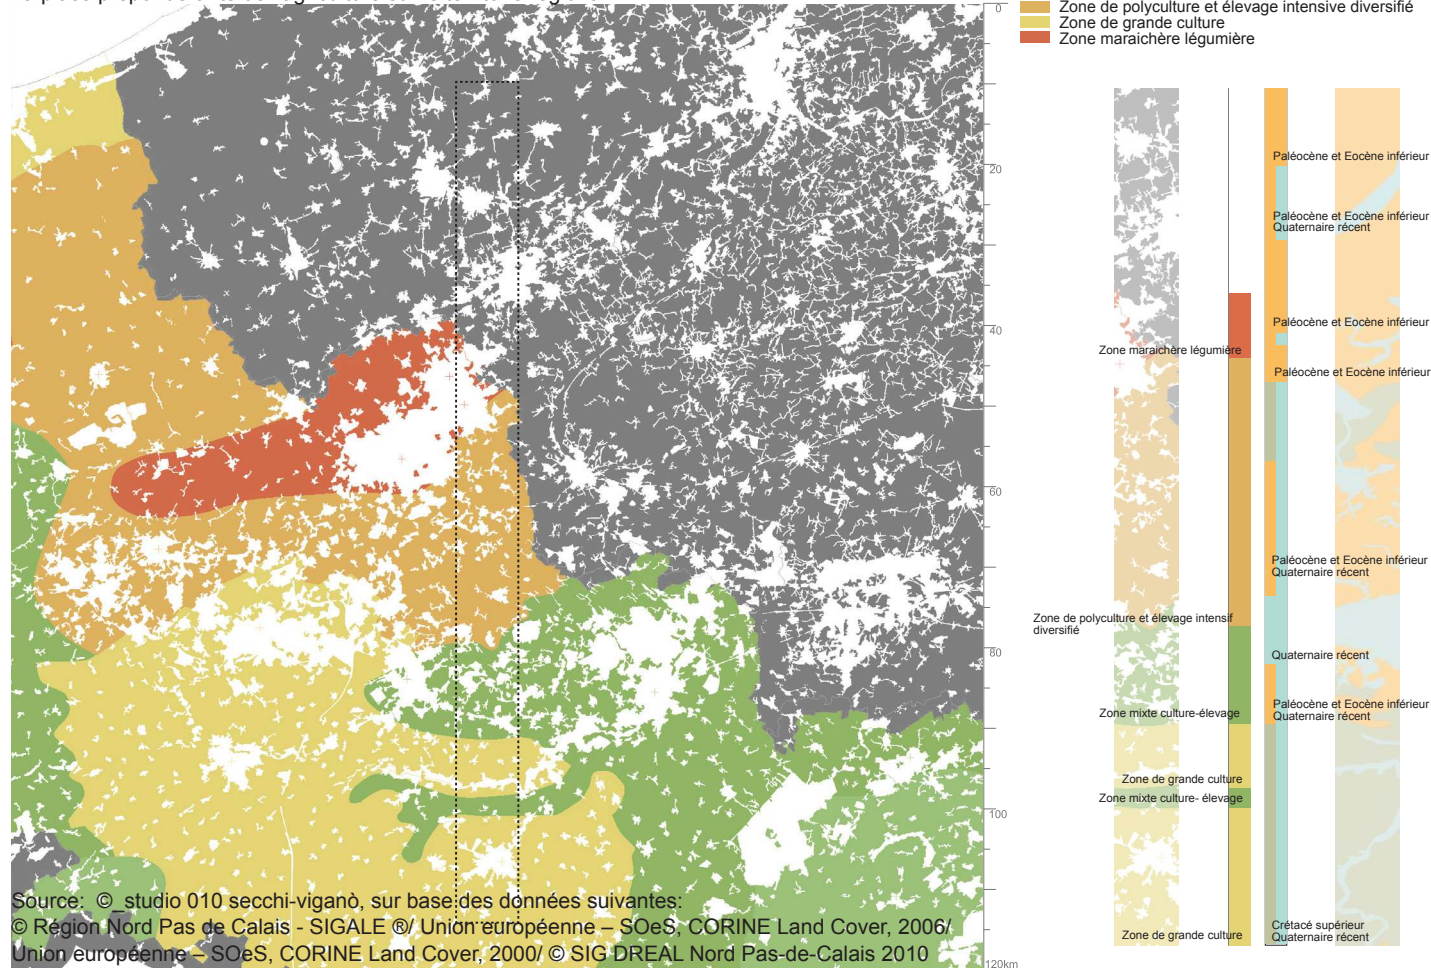 Zone de polyculture et élevage intensive diversifié
Zone de grande culture
Zone maraichère légumière
0
20
40
60
80
100
120km
Paléocène et Eocène inférieur
Paléocène et Eocène inférieur
Quaternaire récent
Paléocène et Eocène inférieur
Zone maraichère légumière
Paléocène et Eocène inférieur
Paléocène et Eocène inférieur
Quaternaire récent
Zone de polyculture et élevage intensif
diversifié
Quaternaire récent
Paléocène et Eocène inférieur
Quaternaire récent
Zone mixte culture-élevage
Zone de grande culture
Zone mixte culture- élevage
Crétacé supérieur
Quaternaire récent
Zone de grande culture
Source: ©_studio 010 secchi-viganò, sur base des données suivantes:
© Région Nord Pas de Calais - SIGALE ®/ Union européenne – SOeS, CORINE Land Cover, 2006/
Union européenne – SOeS, CORINE Land Cover, 2000/ © SIG DREAL Nord Pas-de-Calais 2010